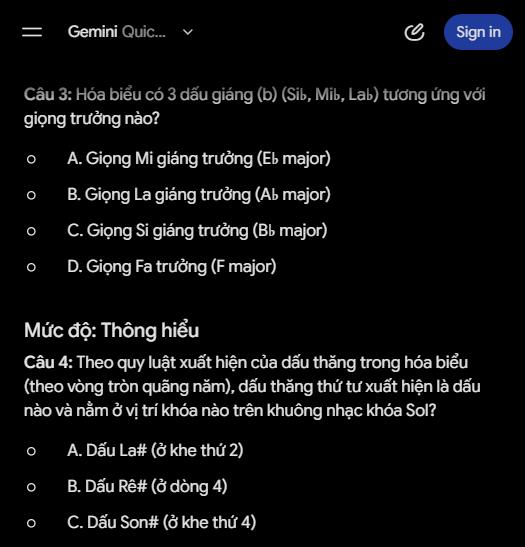 Gemini Quic...
Sign in
Câu 3: Hóa biểu có 3 dấu giáng (b) (Si♭, Mi♭, La♭) tương ứng với
giọng trưởng nào?
A. Giọng Mi giáng trưởng (E♭ major)
B. Giọng La giáng trưởng (A♭ major)
C. Giọng Si giáng trưởng (B♭ major)
D. Giọng Fa trưởng (F major)
Mức độ: Thông hiểu
Câu 4: Theo quy luật xuất hiện của dấu thăng trong hóa biểu
(theo vòng tròn quãng năm), dấu thăng thứ tư xuất hiện là dấu
nào và nằm ở vị trí khóa nào trên khuông nhạc khóa Sol?
A. Dấu La# (ở khe thứ 2)
B. Dấu Rê# (ở dòng 4)
C. Dấu Son# (ở khe thứ 4)